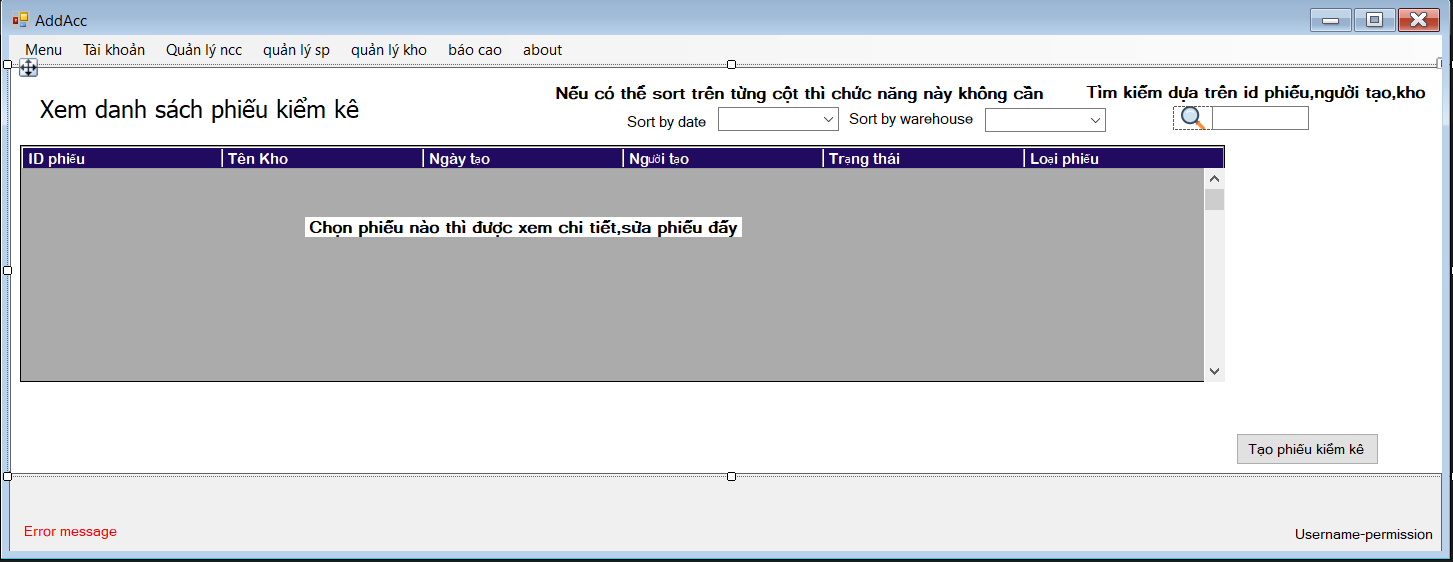 AddAcc
Menu Tài khoản Quản lý ncc quản lý sp quản lý kho báo cao about
Nếu có thể sort trên từng cột thì chức năng này không cần
Tìm kiếm dựa trên id phiếu,người tạo,kho
Xem danh sách phiếu kiểm kê
Sort by date
Sort by warehouse
ID phiếu Tên Kho Ngày tạo Người tạo Trạng thái Loại phiếu
Chọn phiếu nào thì được xem chi tiết,sửa phiếu đấy
Tạo phiếu kiểm kê
Error message
Username-permission